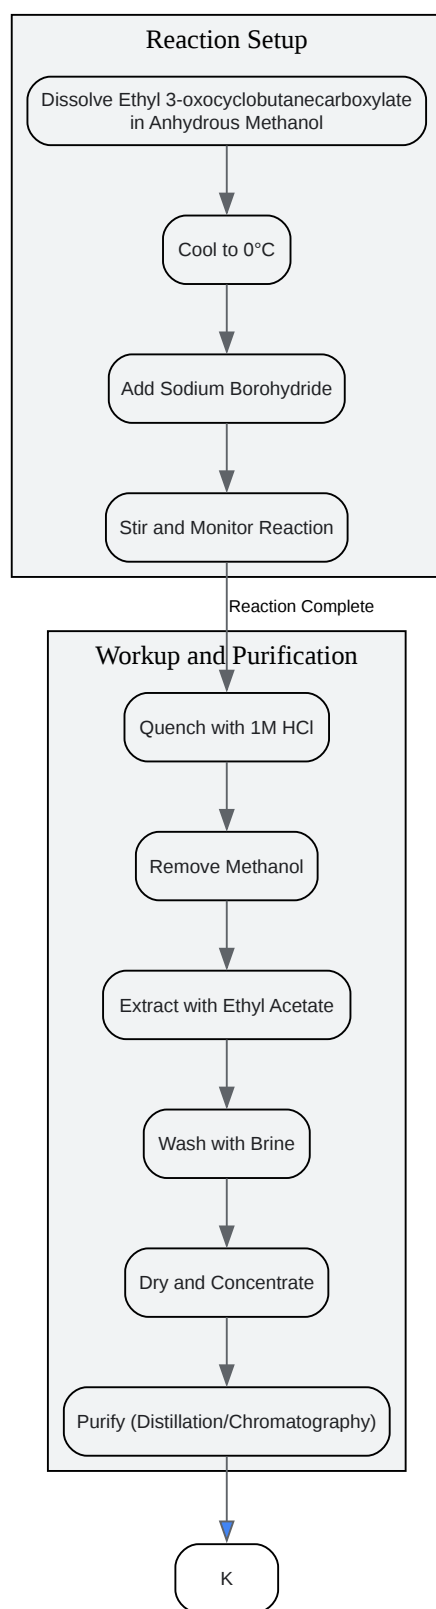 Reaction Setup
Dissolve Ethyl 3-oxocyclobutanecarboxylate
in Anhydrous Methanol
Cool to 0°C
Add Sodium Borohydride
Stir and Monitor Reaction
Reaction Complete
Workup and Purification
Quench with 1M HCl
Remove Methanol
Extract with Ethyl Acetate
Wash with Brine
Dry and Concentrate
Purify (Distillation/Chromatography)
K